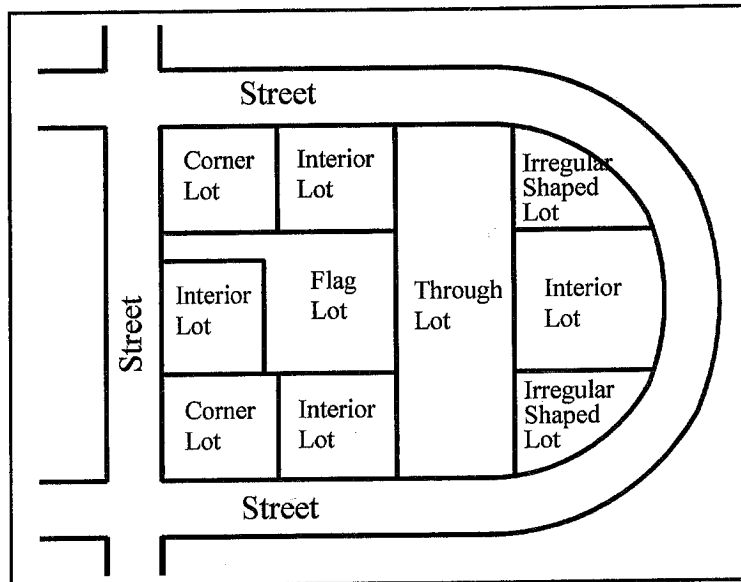 Street
Corner
Lot
Interior
Lot
Irregular
Shaped
Lot
Street
Interior
Lot
Flag
Lot
Through
Lot
Interior
Lot
Corner
Lot
Interior
Lot
Irregular
Shaped
Lot
Street